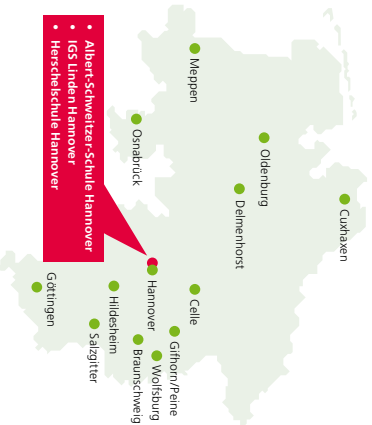 Cuxhaxen
Oldenburg
Delmenhorst
Meppen
Celle
Gifhorn/Peine
Wolfsburg
Hannover
Braunschweig
Osnabrück
Hildesheim
Salzgitter
Göttingen
• Albert-Schweitzer-Schule Hannover
• IGS Linden Hannover
• Herschelschule Hannover